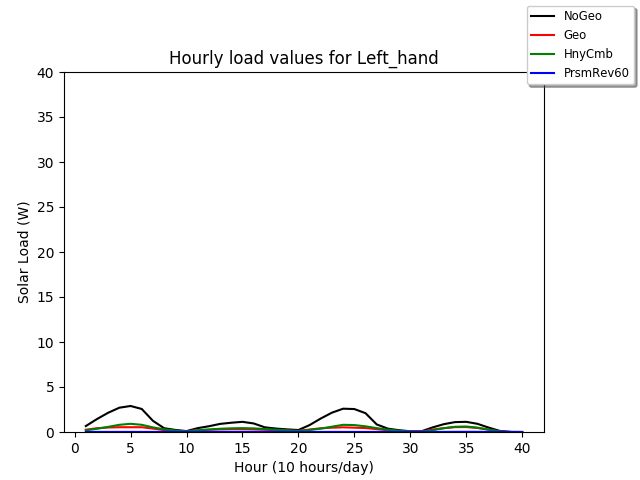 NoGeo
Geo
HnyCmb
PrsmRev60
Hourly load values for Left_hand
40
35
30
25
20
15
10
5
0
Solar Load (W)
0 5 10 15 20 25 30 35 40
Hour (10 hours/day)